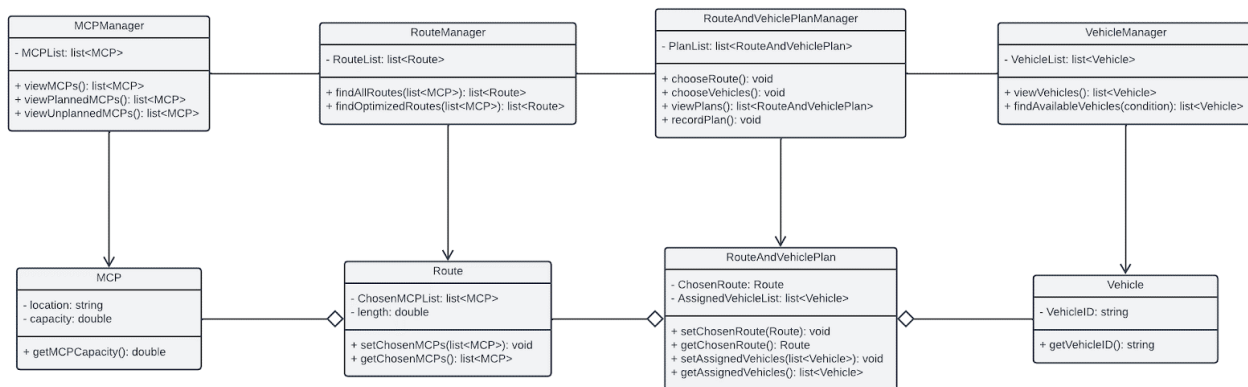 MCPManager
- MCPList: list<MCP>
+ viewMCPs(): list<MCP>
+ viewPlannedMCPs(): list<MCP>
+ viewUnplannedMCPs(): list<MCP>
RouteManager
- RouteList: list<Route>
+ findAllRoutes(list<MCP>): list<Route>
+ findOptimizedRoutes(list<MCP>): list<Route>
RouteAndVehiclePlanManager
- PlanList: list<RouteAndVehiclePlan>
+ chooseRoute(): void
+ chooseVehicles(): void
+ viewPlans(): list<RouteAndVehiclePlan>
+ recordPlan(): void
VehicleManager
- VehicleList: list<Vehicle>
+ viewVehicles(): list<Vehicle>
+ findAvailableVehicles(condition): list<Vehicle>
MCP
- location: string
- capacity: double
+ getMCPCapacity(): double
Route
- ChosenMCPList: list<MCP>
- length: double
+ setChosenMCPs(list<MCP>): void
+ getChosenMCPs(): list<MCP>
RouteAndVehiclePlan
- ChosenRoute: Route
- AssignedVehicleList: list<Vehicle>
+ setChosenRoute(Route): void
+ getChosenRoute(): Route
+ setAssignedVehicles(list<Vehicle>): void
+ getAssignedVehicles(): list<Vehicle>
Vehicle
- VehicleID: string
+ getVehicleID(): string